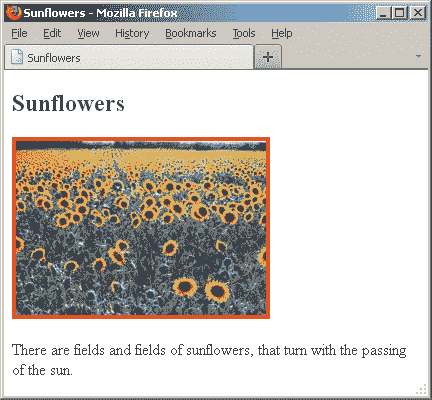 Sunflowers - Mozilla Firefox
File Edit View History Bookmarks Tools Help
Sunflowers
Sunflowers
There are fields and fields of sunflowers, that turn with the passing
of the sun.